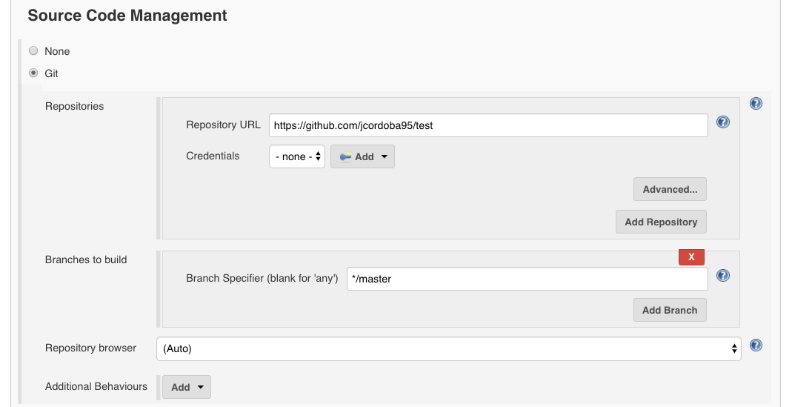 Source Code Management
None
Git
Repositories
Repository URL https://github.com/jcordoba95/test
Credentials - none - Add
Advanced...
Add Repository
X
Branches to build
Branch Specifier (blank for 'any') */master
Add Branch
Repository browser (Auto)
Additional Behaviours Add